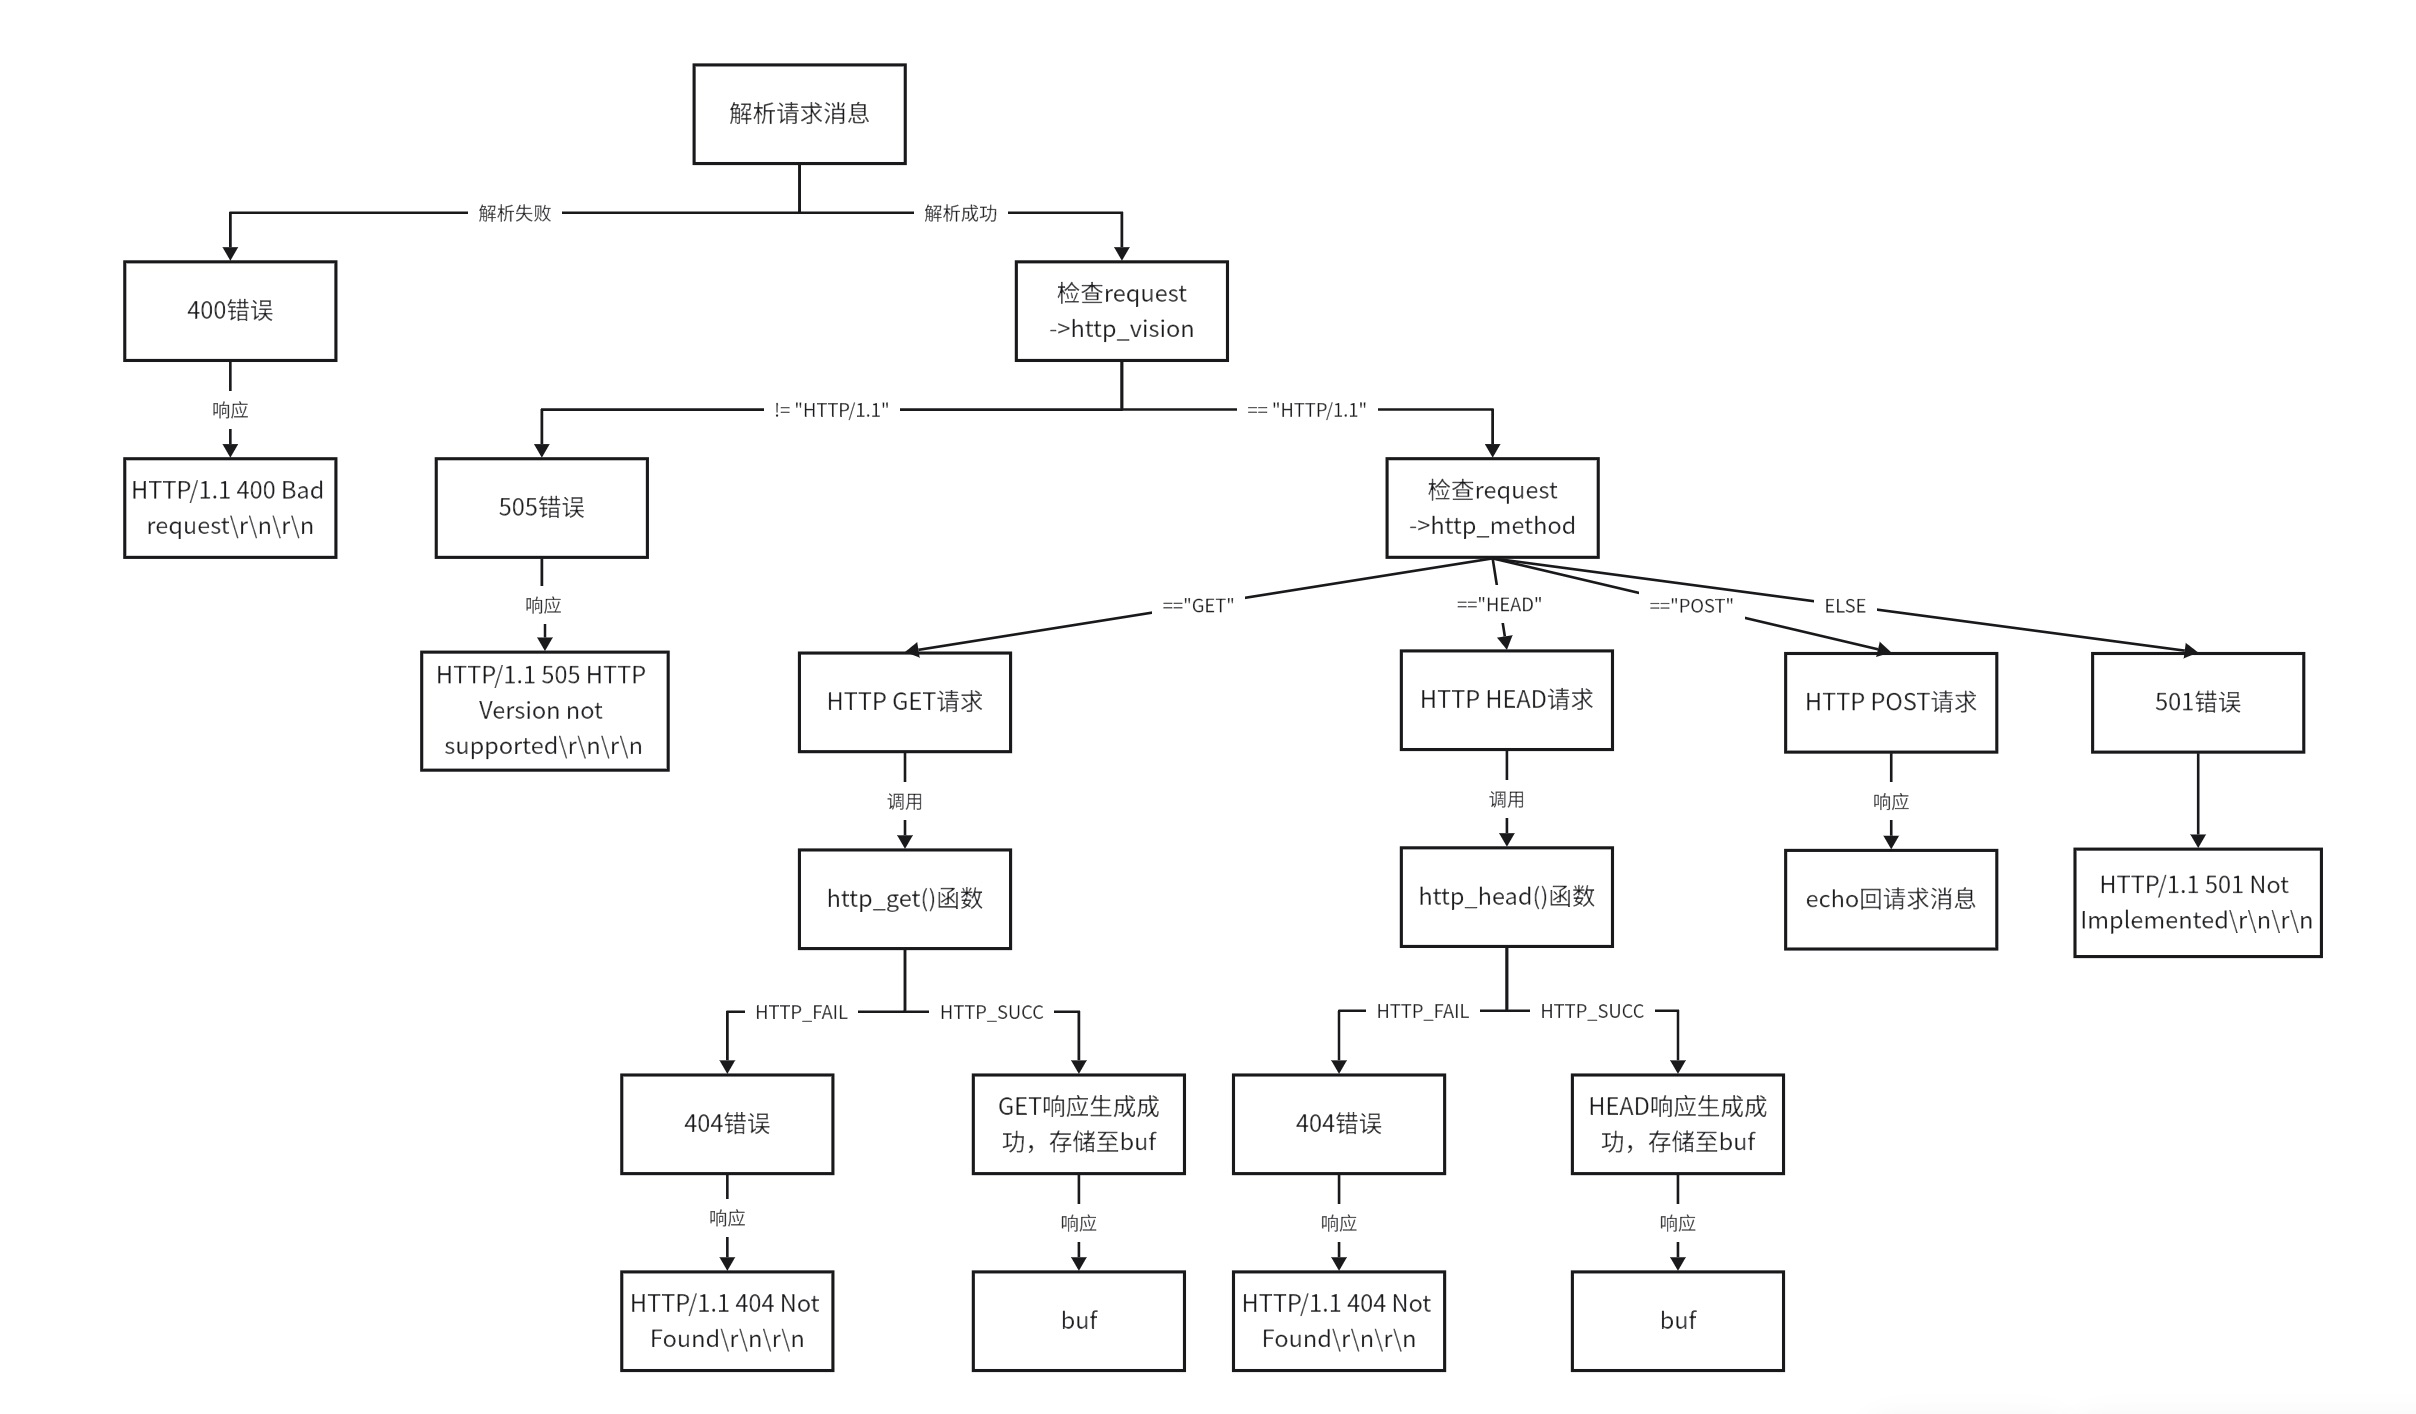 解析请求消息
解析失败
解析成功
400错误
检查request
->http_vision
响应
!= "HTTP/1.1"
== "HTTP/1.1"
HTTP/1.1 400 Bad
request\r\n\r\n
505错误
检查request
->http_method
响应
=="GET"
=="HEAD"
=="POST"
ELSE
HTTP/1.1 505 HTTP
Version not
supported\r\n\r\n
HTTP GET请求
HTTP HEAD请求
HTTP POST请求
501错误
调用
调用
响应
http_get()函数
http_head()函数
echo回请求消息
HTTP/1.1 501 Not
Implemented\r\n\r\n
HTTP_FAIL
HTTP_SUCC
HTTP_FAIL
HTTP_SUCC
404错误
GET响应生成成
功，存储至buf
404错误
HEAD响应生成成
功，存储至buf
响应
响应
响应
响应
HTTP/1.1 404 Not
Found\r\n\r\n
buf
HTTP/1.1 404 Not
Found\r\n\r\n
buf